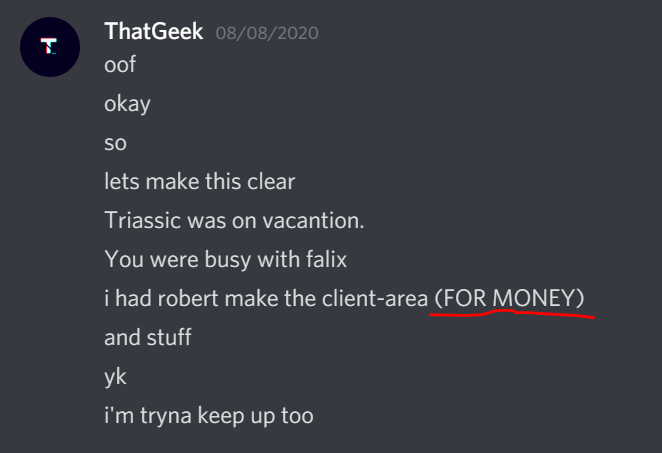 T
ThatGeek 08/08/2020
oof
okay
so
lets make this clear
Triassic was on vacantion.
You were busy with falix
i had robert make the client-area (FOR MONEY)
and stuff
yk
i'm tryna keep up too